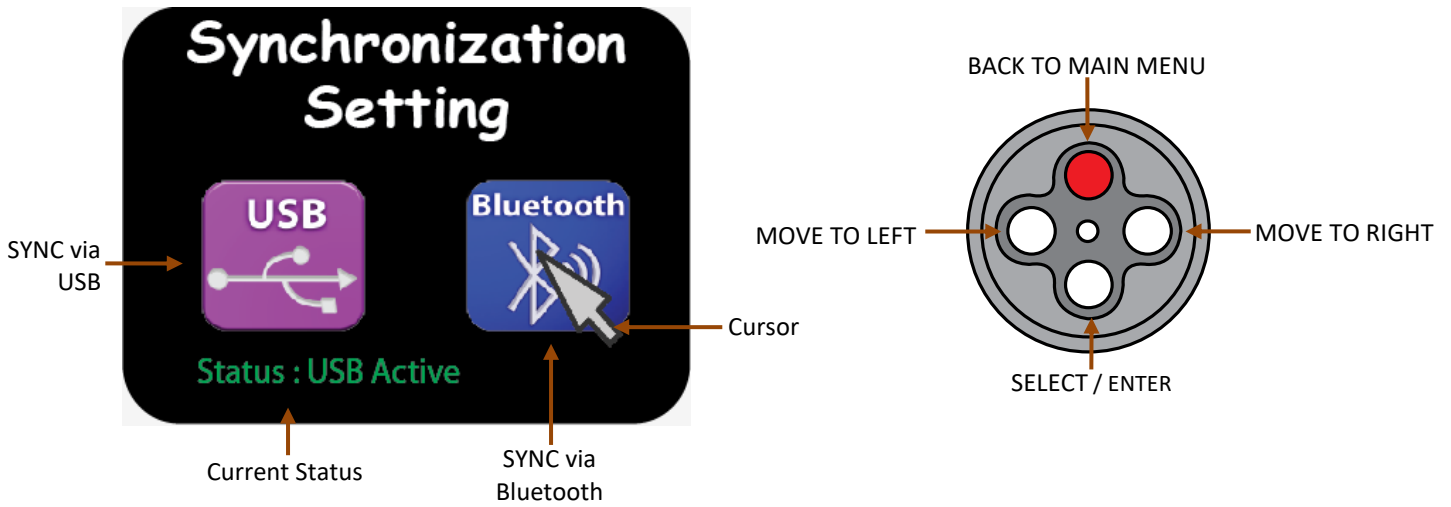 Synchronization
Setting
USB
Bluetooth
Status : USB Active
SYNC via
USB
Cursor
Current Status
SYNC via
Bluetooth
BACK TO MAIN MENU
MOVE TO LEFT
MOVE TO RIGHT
SELECT / ENTER